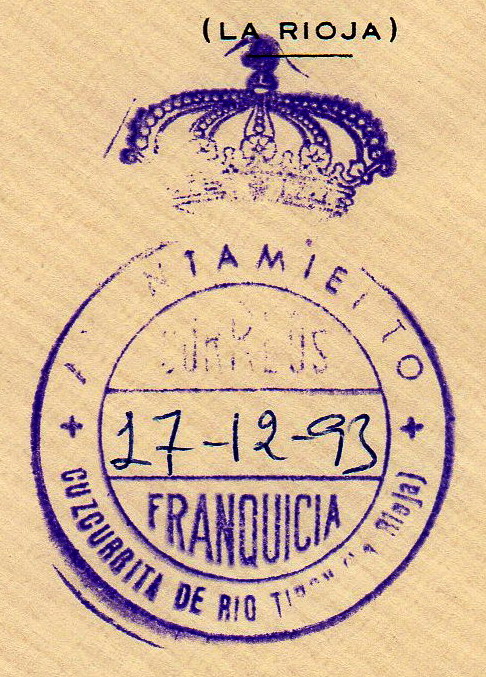 (LA RIOJA)
AYUNTAMIENTO
CORREOS
17-12-93
FRANQUICIA
CUZCURRITA DE RIO TIRON (La Rioja)